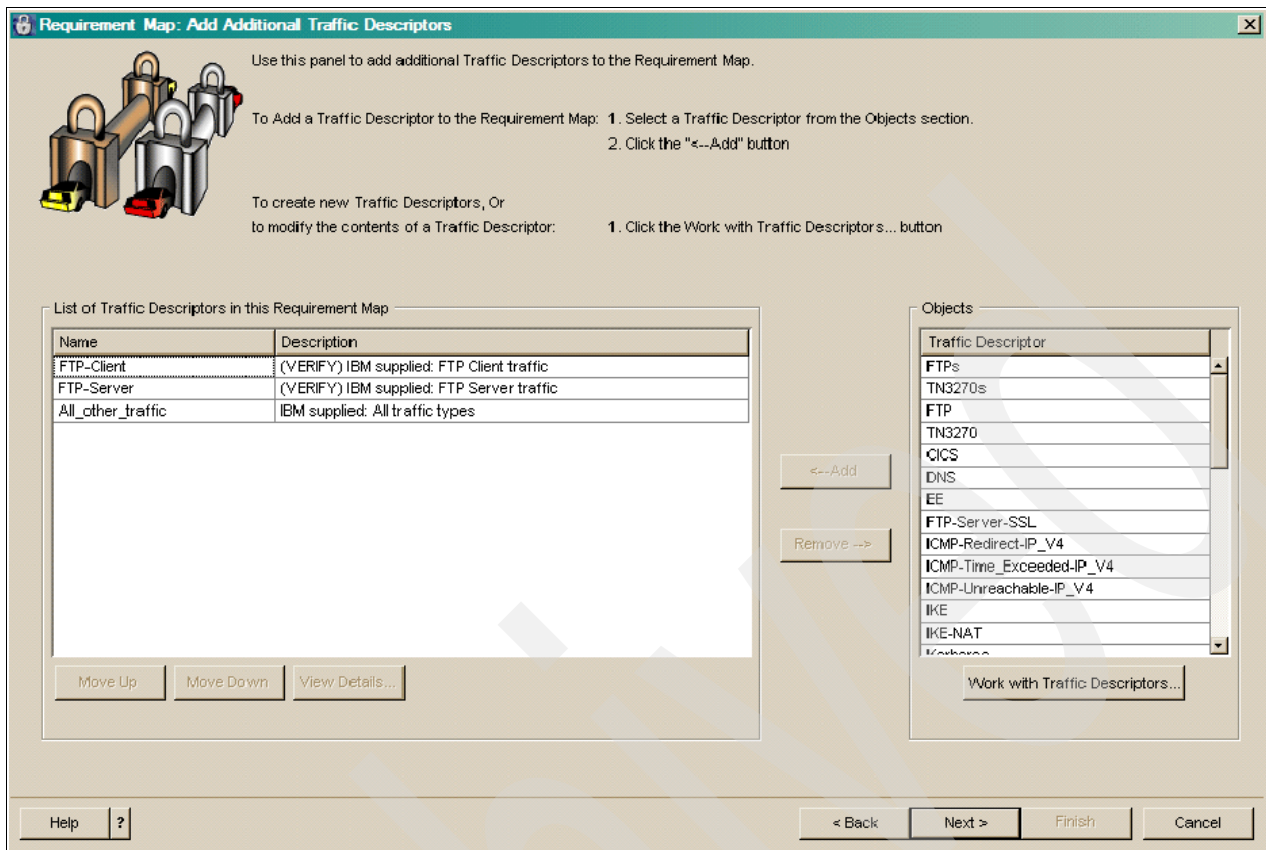 Requirement Map: Add Additional Traffic Descriptors
Use this panel to add additional Traffic Descriptors to the Requirement Map.
To Add a Traffic Descriptor to the Requirement Map: 1. Select a Traffic Descriptor from the Objects section.
2. Click the "<--Add" button
To create new Traffic Descriptors, Or
to modify the contents of a Traffic Descriptor: 1. Click the Work with Traffic Descriptors... button
List of Traffic Descriptors in this Requirement Map
Name Description
FTP-Client (VERIFY) IBM supplied: FTP Client traffic
FTP-Server (VERIFY) IBM supplied: FTP Server traffic
All_other_traffic IBM supplied: All traffic types
Move Up Move Down View Details...
<--Add
Remove -->
Objects
Traffic Descriptor
FTPs
TN3270s
FTP
TN3270
CICS
DNS
EE
FTP-Server-SSL
ICMP-Redirect-IP_V4
ICMP-Time_Exceeded-IP_V4
ICMP-Unreachable-IP_V4
IKE
IKE-NAT
Work with Traffic Descriptors...
Help ? < Back Next > Finish Cancel